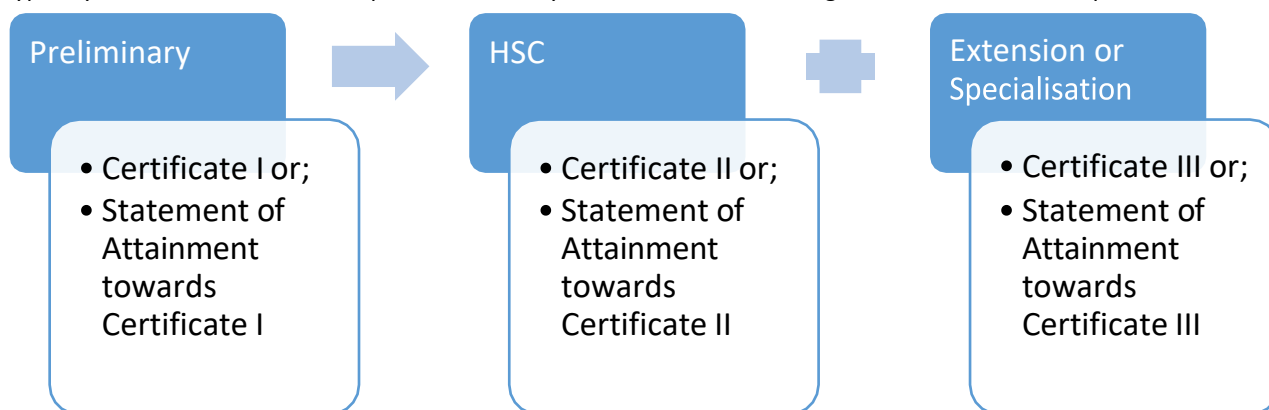 Preliminary
• Certificate I or;
• Statement of
Attainment
towards
Certificate I
HSC
• Certificate II or;
• Statement of
Attainment
towards
Certificate II
Extension or
Specialisation
• Certificate III or;
• Statement of
Attainment
towards
Certificate III